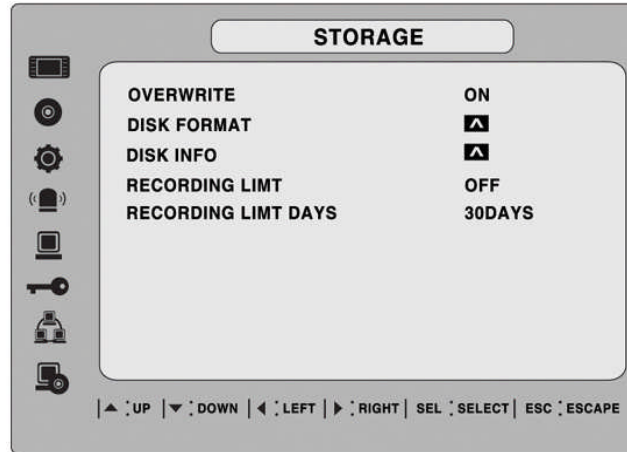 STORAGE
OVERWRITE ON
DISK FORMAT
DISK INFO
RECORDING LIMT OFF
RECORDING LIMT DAYS 30DAYS
▲ : UP | ▼ : DOWN | ◀ : LEFT | ▶ : RIGHT | SEL : SELECT | ESC : ESCAPE